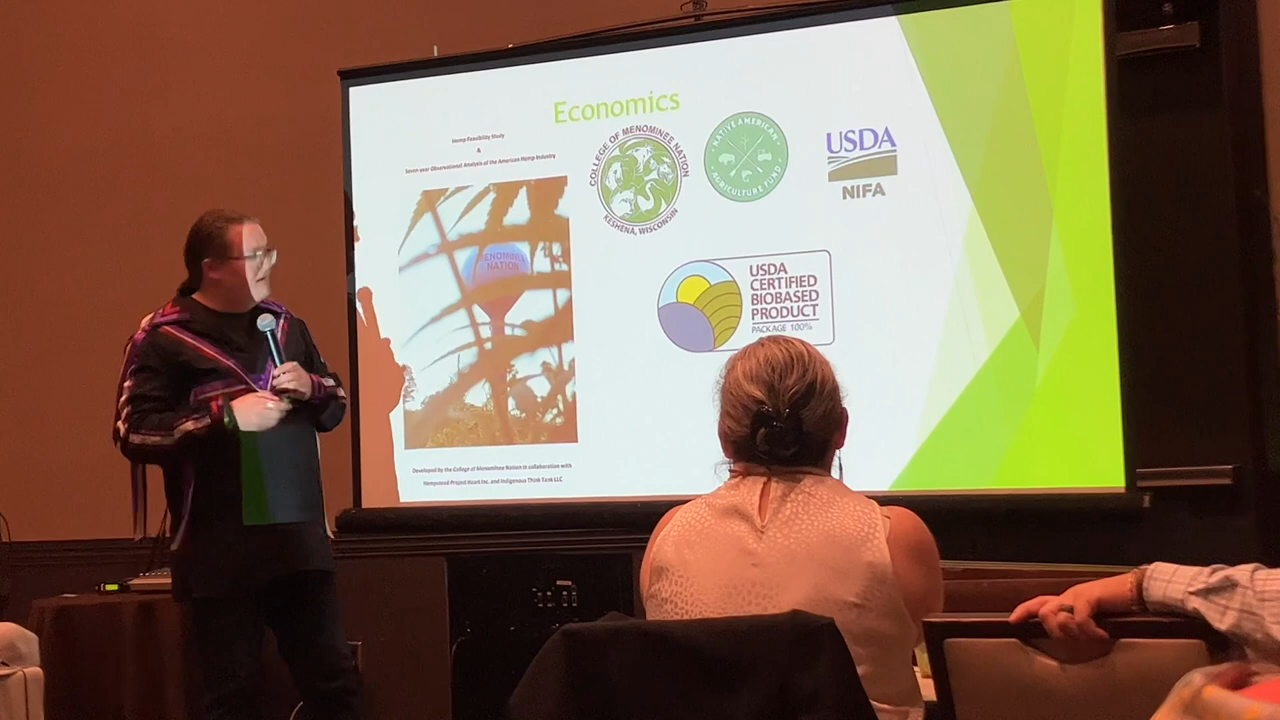 Economics
Hemp Feasibility Study
&
Seven-year Observational Analysis of the American Hemp Industry
MENOMINEE
NATION
Developed by the College of Menominee Nation in collaboration with
Hempstead Project Heart Inc. and Indigenous Think Tank LLC
COLLEGE OF MENOMINEE NATION
KESHENA, WISCONSIN
NATIVE AMERICAN
AGRICULTURE FUND
USDA
NIFA
USDA
CERTIFIED
BIOBASED
PRODUCT
PACKAGE 100%